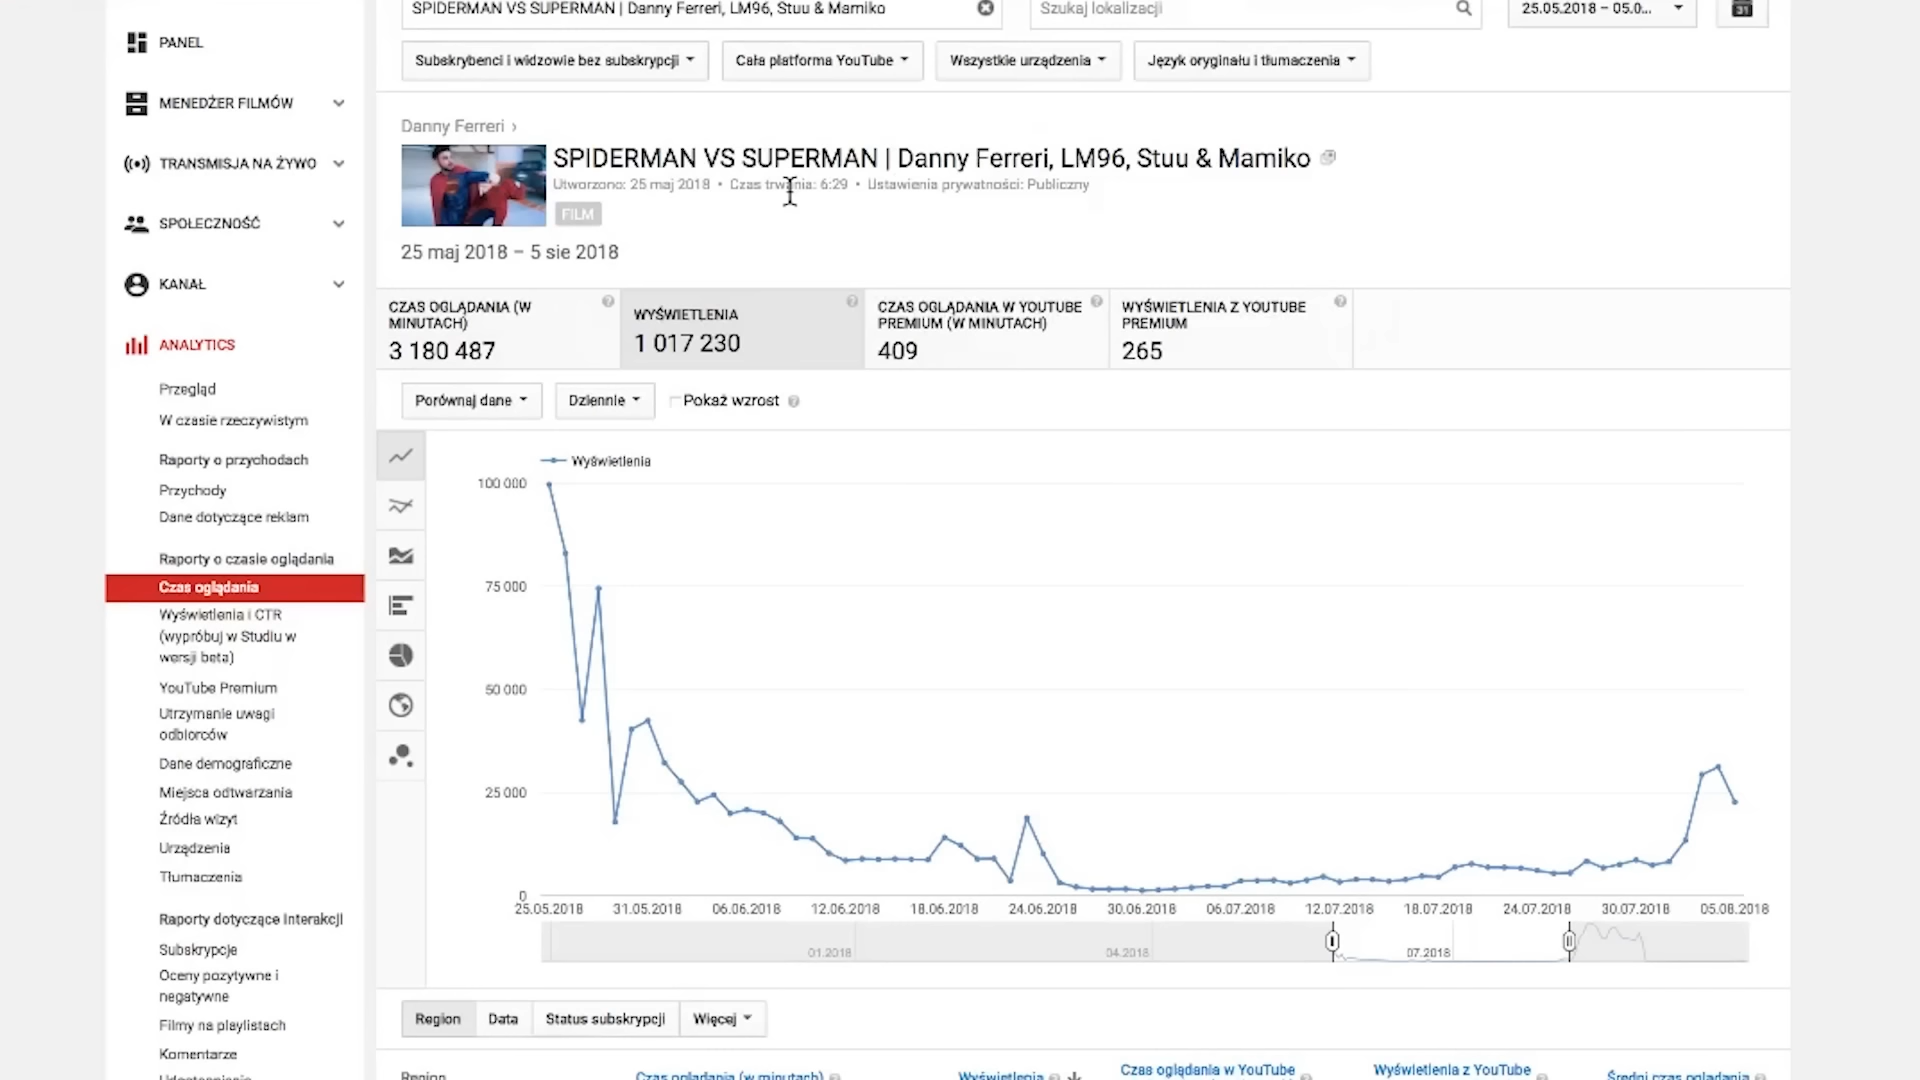 SPIDERMAN VS SUPERMAN | Danny Ferreri, LM96, Stuu & Mamiko
Szukaj lokalizacji
25.05.2018 – 05.0...
31
Subskrybenci i widzowie bez subskrypcji
Cała platforma YouTube
Wszystkie urządzenia
Język oryginału i tłumaczenia
PANEL
MENEDŻER FILMÓW
TRANSMISJA NA ŻYWO
SPOŁECZNOŚĆ
KANAŁ
ANALYTICS
Przegląd
W czasie rzeczywistym
Raporty o przychodach
Przychody
Dane dotyczące reklam
Raporty o czasie oglądania
Czas oglądania
Wyświetlenia i CTR
(wypróbuj w Studiu w
wersji beta)
YouTube Premium
Utrzymanie uwagi
odbiorców
Dane demograficzne
Miejsca odtwarzania
Źródła wizyt
Urządzenia
Tłumaczenia
Raporty dotyczące interakcji
Subskrypcje
Oceny pozytywne i
negatywne
Filmy na playlistach
Komentarze
Udostępnianie
Danny Ferreri ›
SPIDERMAN VS SUPERMAN | Danny Ferreri, LM96, Stuu & Mamiko
Utworzono: 25 maj 2018 • Czas trwania: 6:29 • Ustawienia prywatności: Publiczny
FILM
25 maj 2018 – 5 sie 2018
CZAS OGLĄDANIA (W
MINUTACH)
3 180 487
WYŚWIETLENIA
1 017 230
CZAS OGLĄDANIA W YOUTUBE
PREMIUM (W MINUTACH)
409
WYŚWIETLENIA Z YOUTUBE
PREMIUM
265
Porównaj dane
Dziennie
Pokaż wzrost
Wyświetlenia
100 000
75 000
50 000
25 000
0
25.05.2018 31.05.2018 06.06.2018 12.06.2018 18.06.2018 24.06.2018 30.06.2018 06.07.2018 12.07.2018 18.07.2018 24.07.2018 30.07.2018 05.08.2018
01.2018 04.2018 07.2018
Region Data Status subskrypcji Więcej
Region
Czas oglądania (w minutach)
Wyświetlenia
Czas oglądania w YouTube
Wyświetlenia z YouTube
Średni czas oglądania